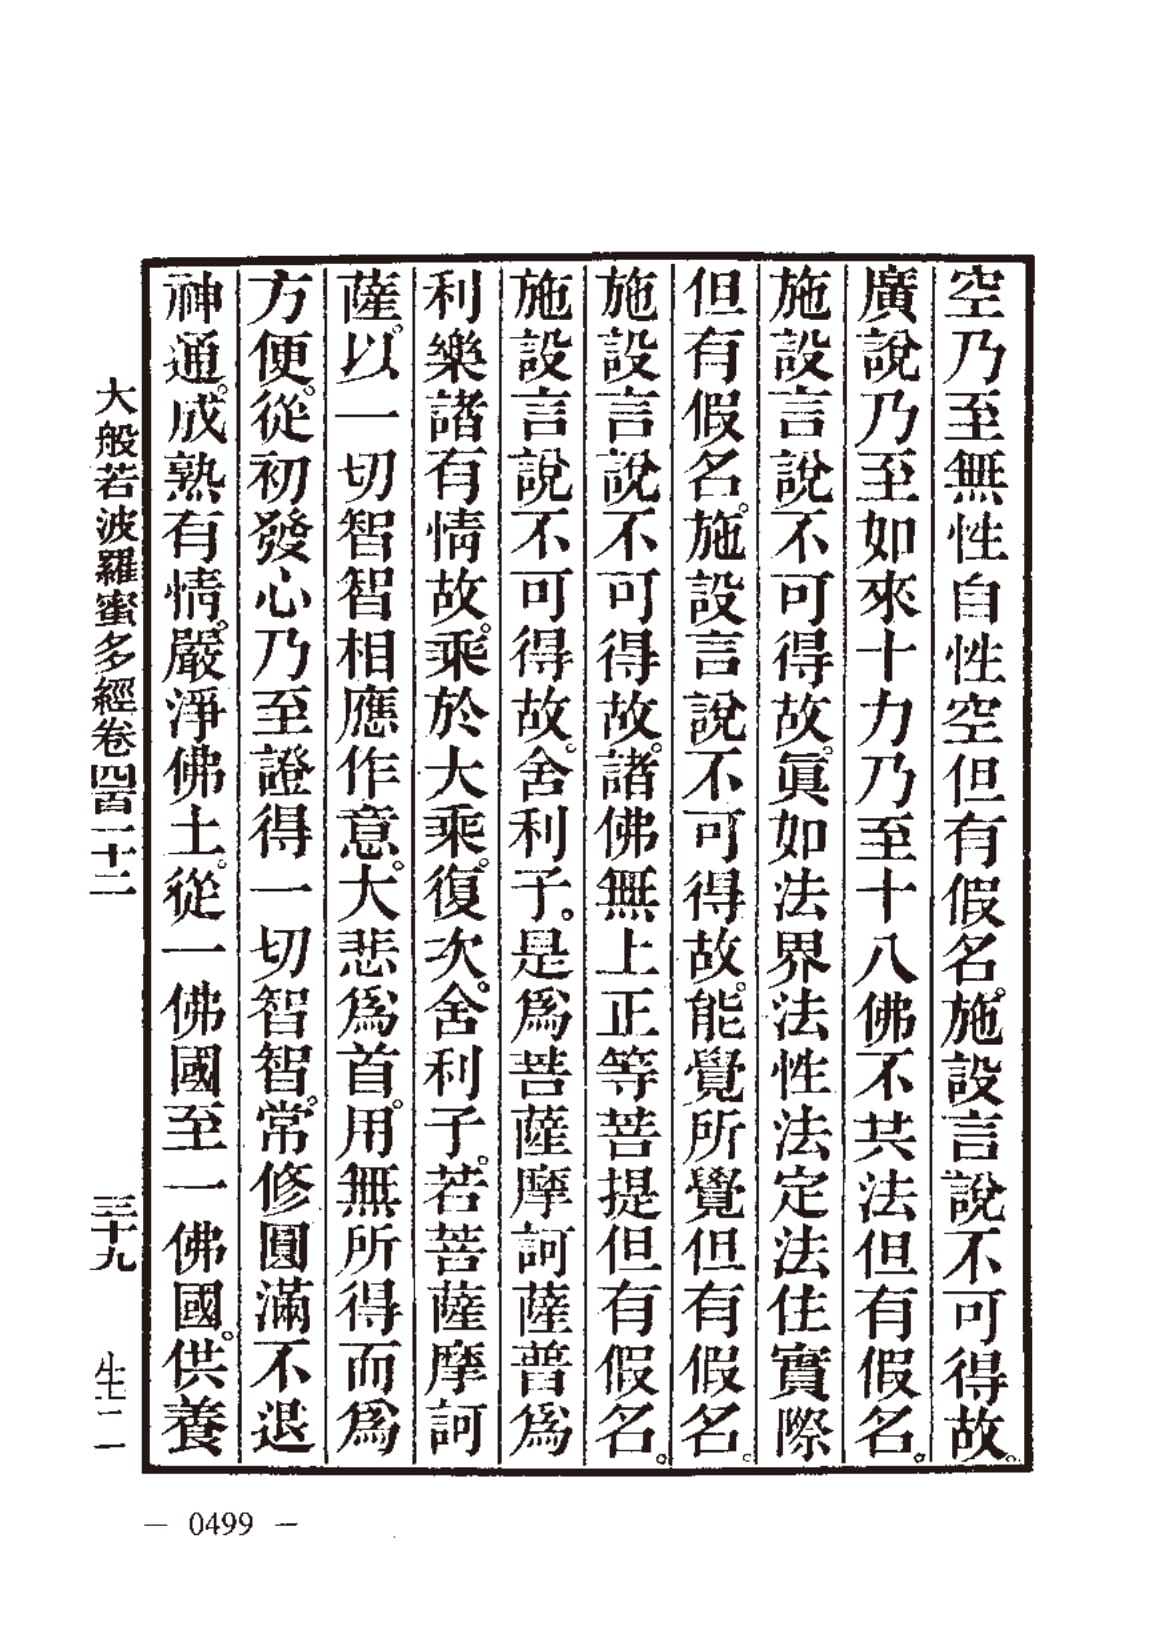 空乃至無性自性空但有假名。施設言說不可得故。
廣說乃至如來十力乃至十八佛不共法但有假名。
施設言說不可得故。眞如法界法性法定法住實際
但有假名。施設言說不可得故。能覺所覺但有假名。
施設言說不可得故。諸佛無上正等菩提但有假名。
施設言說不可得故。舍利子。是爲菩薩摩訶薩普爲
利樂諸有情故。乘於大乘。復次。舍利子。若菩薩摩訶
薩。以一切智智相應作意。大悲爲首。用無所得而爲
方便。從初發心乃至證得一切智智。常修圓滿不退
神通。成熟有情。嚴淨佛土。從一佛國至一佛國。供養
大般若波羅蜜多經卷四百一十二 三十九 生二一
— 0499 —